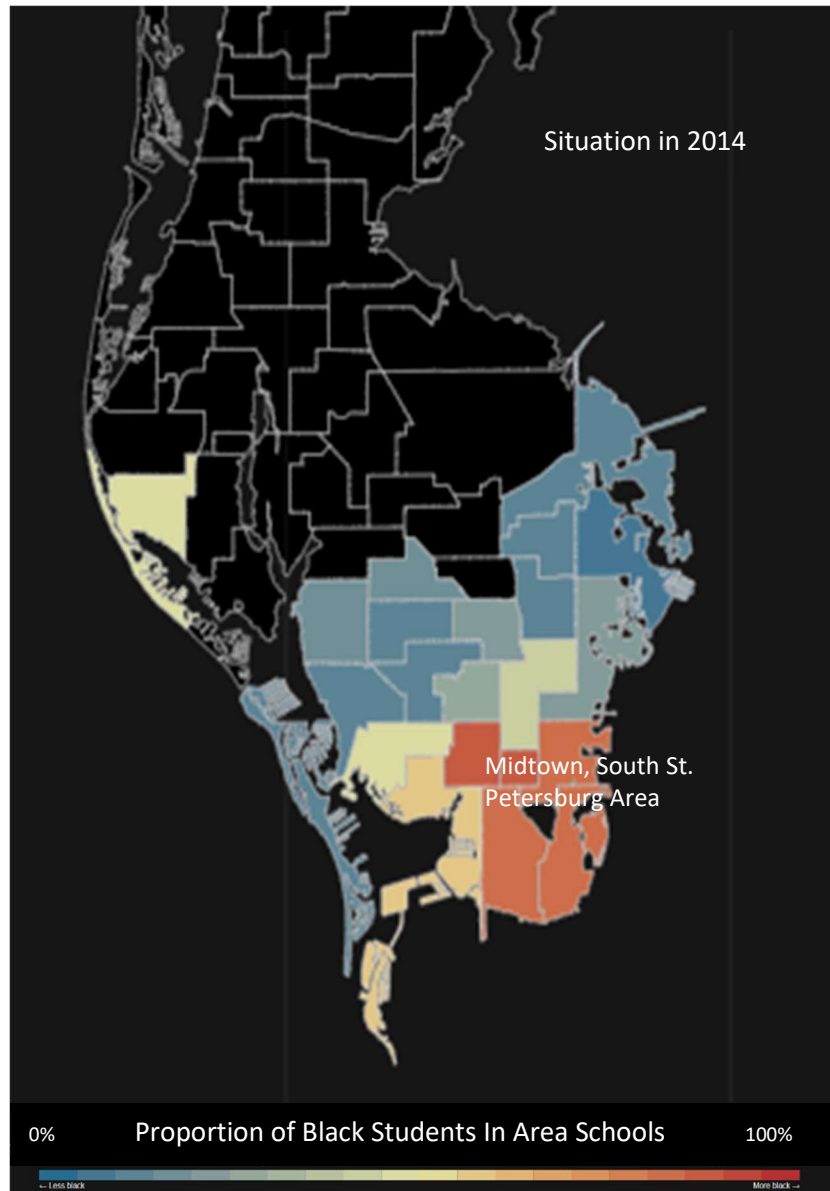 Situation in 2014
Midtown, South St.
Petersburg Area
0% Proportion of Black Students In Area Schools 100%
← Less black More black →